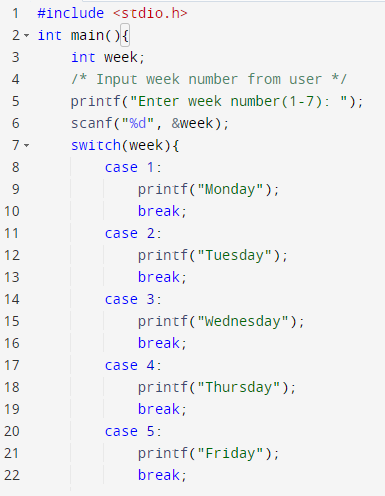 1 #include <stdio.h>
2 int main(){
3 int week;
4 /* Input week number from user */
5 printf("Enter week number(1-7): ");
6 scanf("%d", &week);
7 switch(week){
8 case 1:
9 printf("Monday");
10 break;
11 case 2:
12 printf("Tuesday");
13 break;
14 case 3:
15 printf("Wednesday");
16 break;
17 case 4:
18 printf("Thursday");
19 break;
20 case 5:
21 printf("Friday");
22 break;